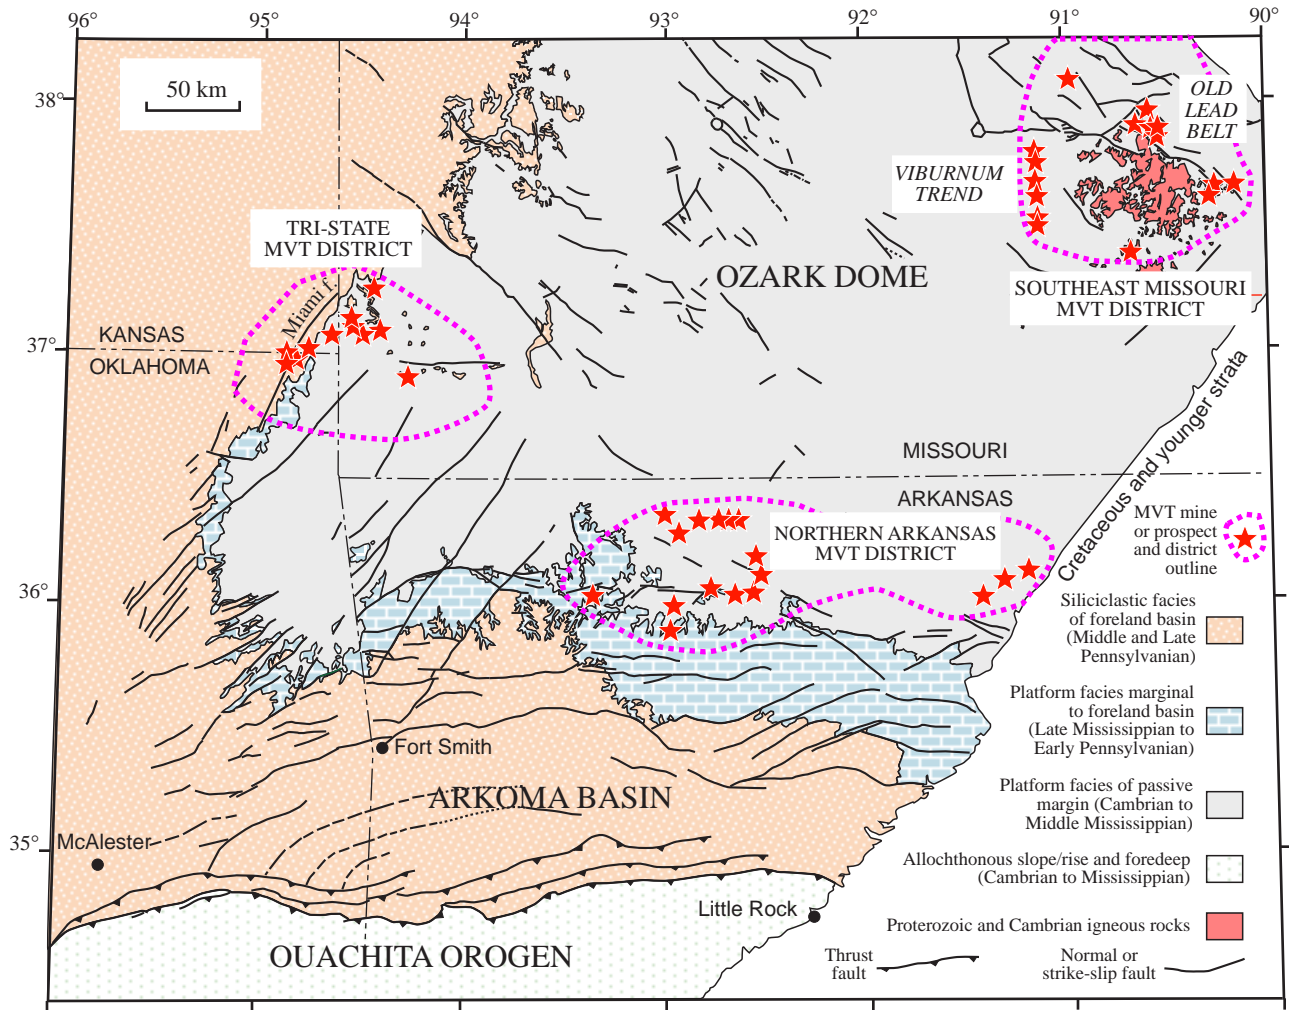 96°
95°
94°
93°
92°
91°
90°
38°
50 km
OLD
LEAD
BELT
VIBURNUM
TREND
TRI-STATE
MVT DISTRICT
OZARK DOME
SOUTHEAST MISSOURI
MVT DISTRICT
Miami f.
KANSAS
37°
OKLAHOMA
MISSOURI
ARKANSAS
Cretaceous and younger strata
NORTHERN ARKANSAS
MVT DISTRICT
MVT mine
or prospect
and district
outline
36°
Siliciclastic facies
of foreland basin
(Middle and Late
Pennsylvanian)
Platform facies marginal
to foreland basin
(Late Mississippian to
Early Pennsylvanian)
Fort Smith
ARKOMA BASIN
Platform facies of passive
margin (Cambrian to
Middle Mississippian)
35°
McAlester
Allochthonous slope/rise and foredeep
(Cambrian to Mississippian)
Little Rock
Proterozoic and Cambrian igneous rocks
OUACHITA OROGEN
Thrust
fault
Normal or
strike-slip fault